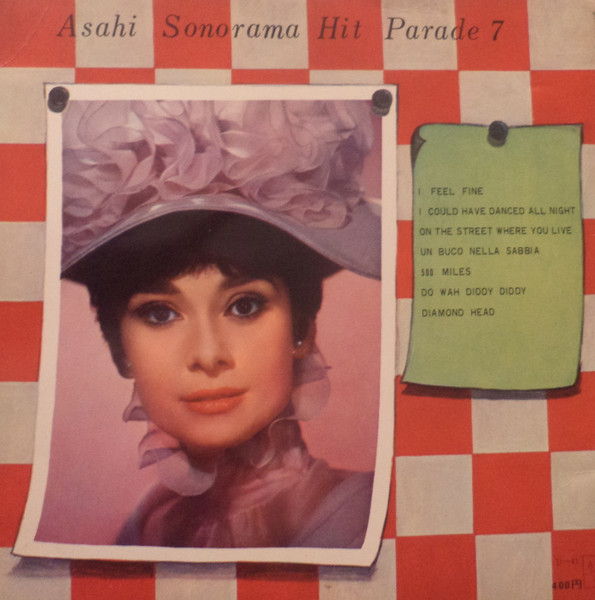 Asahi Sonorama Hit Parade 7
I FEEL FINE
I COULD HAVE DANCED ALL NIGHT
ON THE STREET WHERE YOU LIVE
UN BUCO NELLA SABBIA
500 MILES
DO WAH DIDDY DIDDY
DIAMOND HEAD
400円